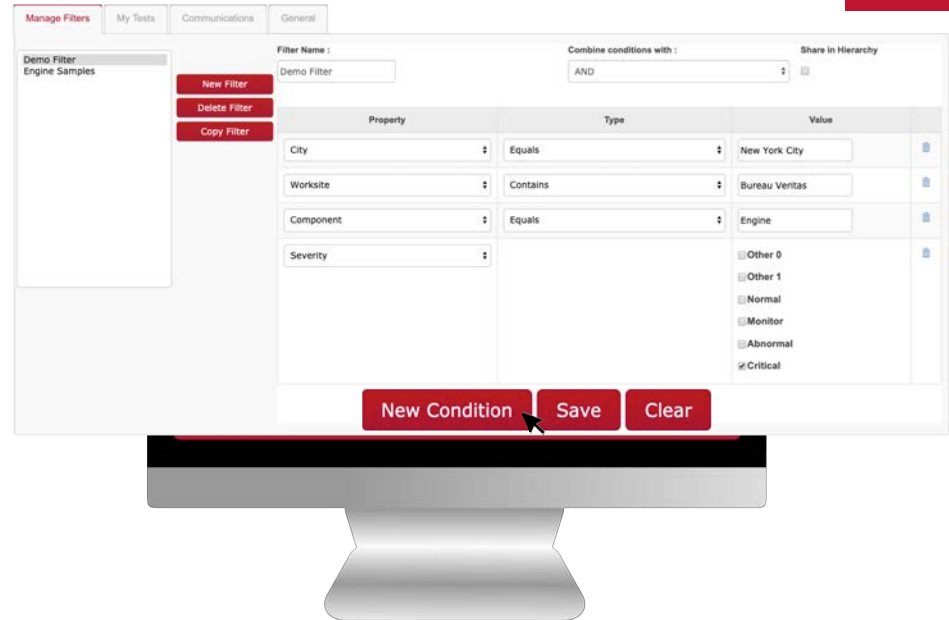 Manage Filters My Tests Communications General
Demo Filter
Engine Samples
New Filter
Delete Filter
Copy Filter
Filter Name : Combine conditions with : Share in Hierarchy
Demo Filter AND
Property Type Value
City Equals New York City
Worksite Contains Bureau Veritas
Component Equals Engine
Severity Other 0
Other 1
Normal
Monitor
Abnormal
Critical
New Condition Save Clear